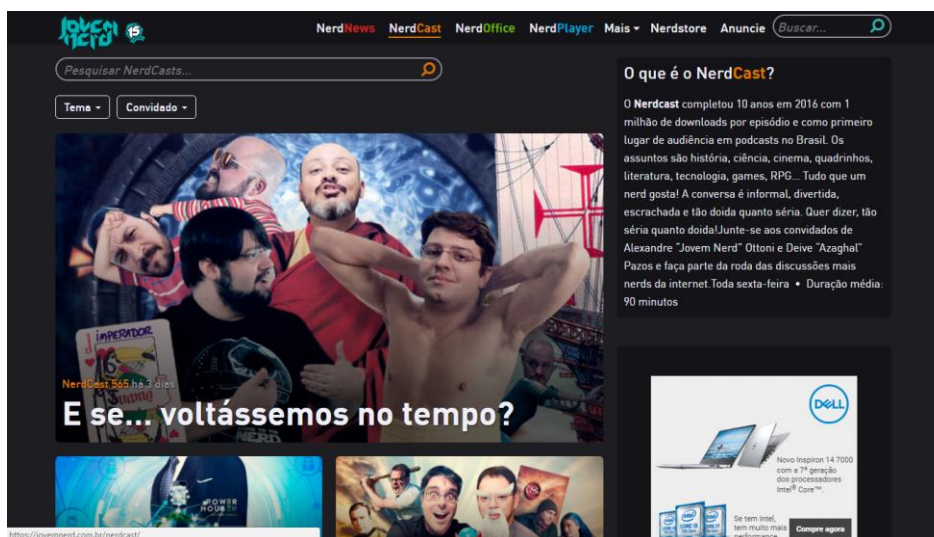 JOVEM NERD 15
NerdNews NerdCast NerdOffice NerdPlayer Mais Nerdstore Anuncie Buscar...
Pesquisar NerdCasts...
Tema Convidado
NerdCast 565 há 3 dias
E se... voltássemos no tempo?
IMPERADOR
J
NERD
POWER
HOUSE
O que é o NerdCast?
O Nerdcast completou 10 anos em 2016 com 1
milhão de downloads por episódio e como primeiro
lugar de audiência em podcasts no Brasil. Os
assuntos são história, ciência, cinema, quadrinhos,
literatura, tecnologia, games, RPG... Tudo que um
nerd gosta! A conversa é informal, divertida,
escrachada e tão doida quanto séria. Quer dizer, tão
séria quanto doida!Junte-se aos convidados de
Alexandre "Jovem Nerd" Ottoni e Deive "Azaghal"
Pazos e faça parte da roda das discussões mais
nerds da internet.Toda sexta-feira • Duração média:
90 minutos
DELL
Novo Inspiron 14 7000
com a 7ª geração
dos processadores
Intel® Core™.
Se tem Intel,
tem muito mais
performance
Compre agora
https://jovemnerd.com.br/nerdcast/